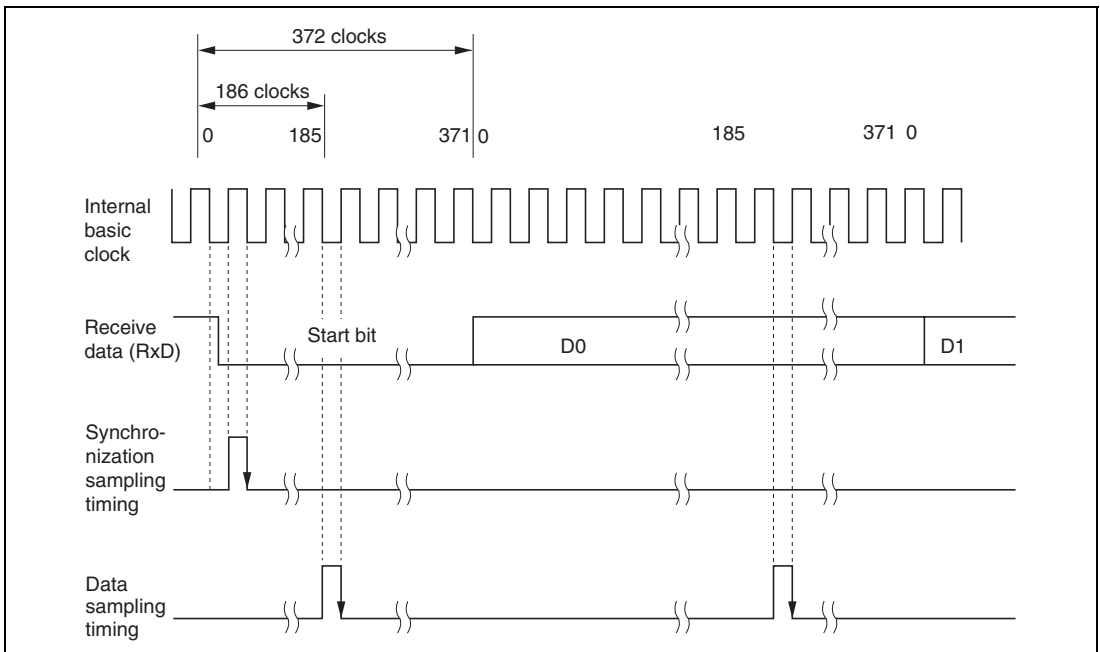 372 clocks
186 clocks
0 185 371 0 185 371 0
Internal
basic
clock
Receive
data (RxD)
Start bit
D0
D1
Synchro-
nization
sampling
timing
Data
sampling
timing